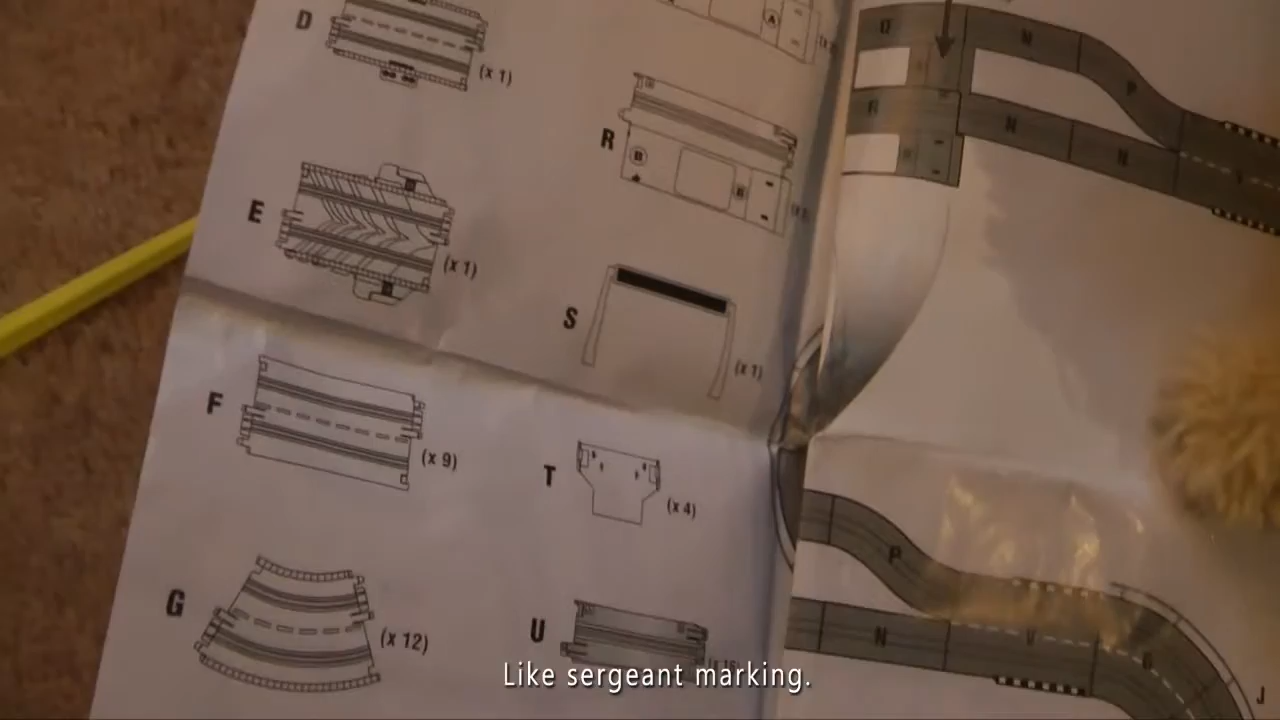 D
(x 1)
A
R
B
B
E
(x 1)
S
(x 1)
F
(x 9)
T
(x 4)
G
(x 12)
U
N
P
N
N
P
N
G
J
Like sergeant marking.